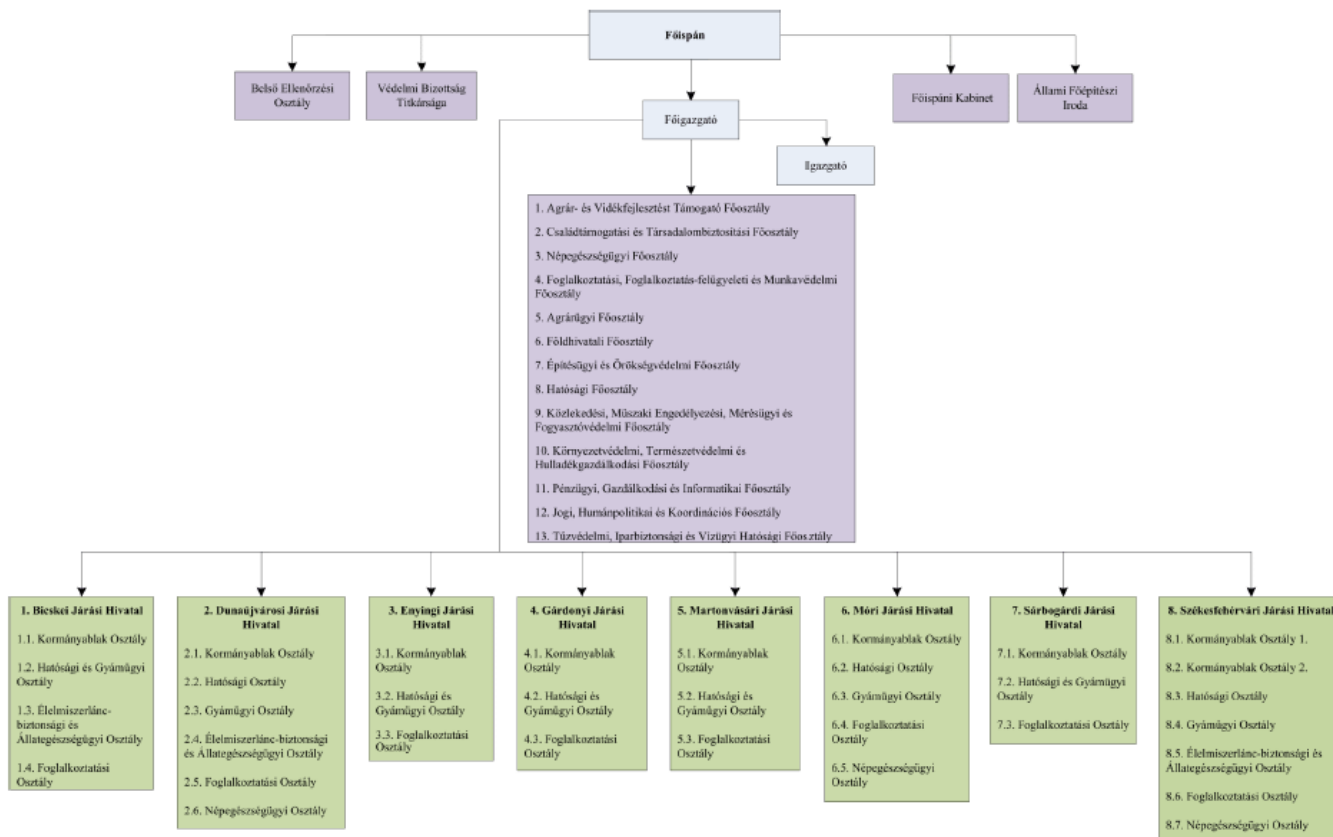 Főispán
Belső Ellenőrzési
Osztály
Védelmi Bizottság
Titkársága
Főispáni Kabinet
Állami Főépítészi
Iroda
Főigazgató
Igazgató
1. Agrár- és Vidékfejlesztést Támogató Főosztály
2. Családtámogatási és Társadalombiztosítási Főosztály
3. Népegészségügyi Főosztály
4. Foglalkoztatási, Foglalkoztatás-felügyeleti és Munkavédelmi
Főosztály
5. Agrárügyi Főosztály
6. Földhivatali Főosztály
7. Építésügyi és Örökségvédelmi Főosztály
8. Hatósági Főosztály
9. Közlekedési, Műszaki Engedélyezési, Mérésügyi és
Fogyasztóvédelmi Főosztály
10. Környezetvédelmi, Természetvédelmi és
Hulladékgazdálkodási Főosztály
11. Pénzügyi, Gazdálkodási és Informatikai Főosztály
12. Jogi, Humánpolitikai és Koordinációs Főosztály
13. Tűzvédelmi, Iparbiztonsági és Vízügyi Hatósági Főosztály
1. Bicskei Járási Hivatal
1.1. Kormányablak Osztály
1.2. Hatósági és Gyámügyi
Osztály
1.3. Élelmiszerlánc-
biztonsági és
Állategészségügyi Osztály
1.4. Foglalkoztatási
Osztály
2. Dunaújvárosi Járási
Hivatal
2.1. Kormányablak Osztály
2.2. Hatósági Osztály
2.3. Gyámügyi Osztály
2.4. Élelmiszerlánc-biztonsági
és Állategészségügyi Osztály
2.5. Foglalkoztatási Osztály
2.6. Népegészségügyi Osztály
3. Enyingi Járási
Hivatal
3.1. Kormányablak
Osztály
3.2. Hatósági és
Gyámügyi Osztály
3.3. Foglalkoztatási
Osztály
4. Gárdonyi Járási
Hivatal
4.1. Kormányablak
Osztály
4.2. Hatósági és
Gyámügyi Osztály
4.3. Foglalkoztatási
Osztály
5. Martonvásári Járási
Hivatal
5.1. Kormányablak
Osztály
5.2. Hatósági és
Gyámügyi Osztály
5.3. Foglalkoztatási
Osztály
6. Móri Járási Hivatal
6.1. Kormányablak Osztály
6.2. Hatósági Osztály
6.3. Gyámügyi Osztály
6.4. Foglalkoztatási
Osztály
6.5. Népegészségügyi
Osztály
7. Sárbogárdi Járási
Hivatal
7.1. Kormányablak Osztály
7.2. Hatósági és Gyámügyi
Osztály
7.3. Foglalkoztatási Osztály
8. Székesfehérvári Járási Hivatal
8.1. Kormányablak Osztály 1.
8.2. Kormányablak Osztály 2.
8.3. Hatósági Osztály
8.4. Gyámügyi Osztály
8.5. Élelmiszerlánc-biztonsági és
Állategészségügyi Osztály
8.6. Foglalkoztatási Osztály
8.7. Népegészségügyi Osztály